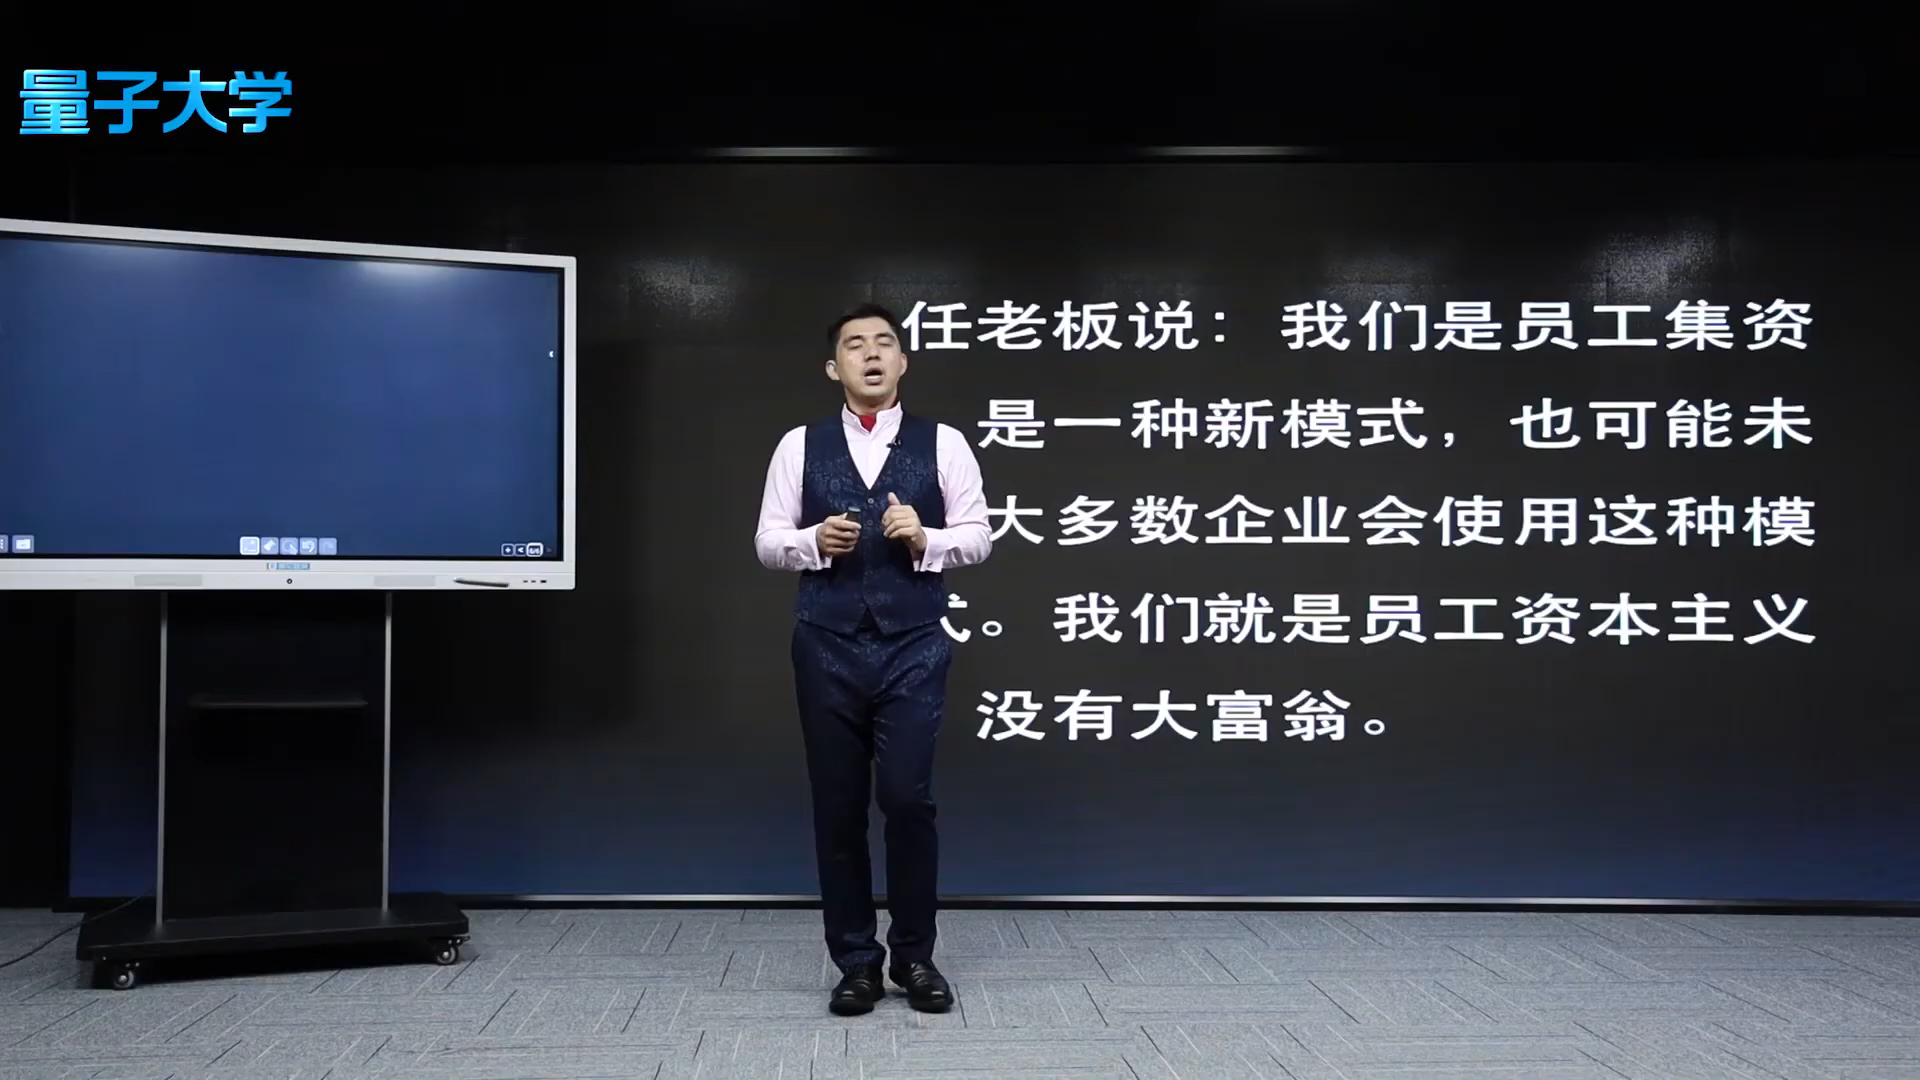 量子大学
任老板说：我们是员工集资
是一种新模式，也可能未
大多数企业会使用这种模
式。我们就是员工资本主义
没有大富翁。